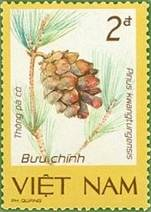 2đ
Thông pà cò
Pinus kwangtungensis
Bưu chính
VIỆT NAM
PH. QUANG